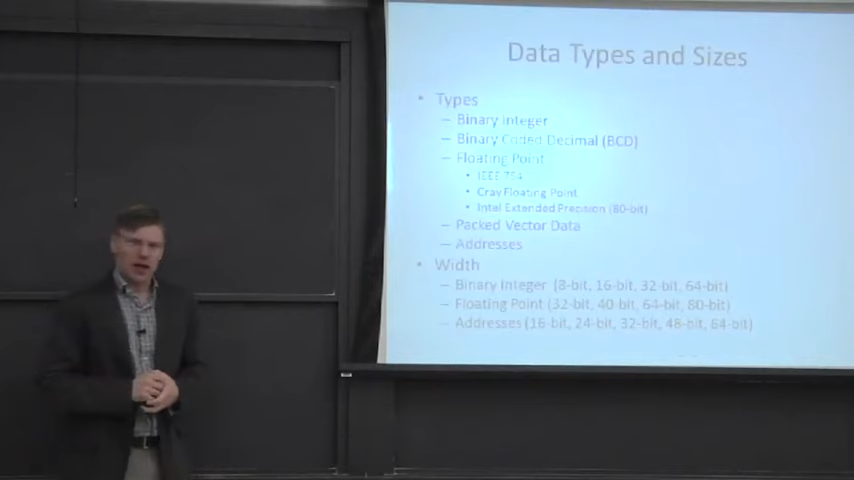 Data Types and Sizes
• Types
– Binary Integer
– Binary Coded Decimal (BCD)
– Floating Point
• IEEE 754
• Cray Floating Point
• Intel Extended Precision (80-bit)
– Packed Vector Data
– Addresses
• Width
– Binary Integer (8-bit, 16-bit, 32-bit, 64-bit)
– Floating Point (32-bit, 40-bit, 64-bit, 80-bit)
– Addresses (16-bit, 24-bit, 32-bit, 48-bit, 64-bit)